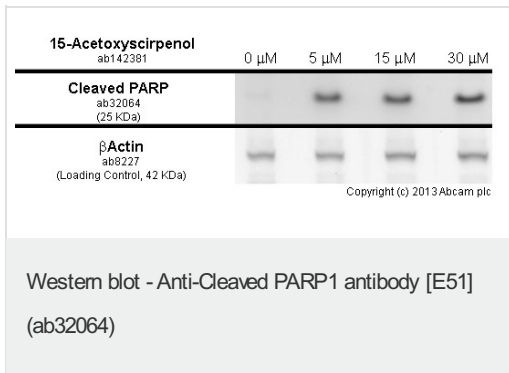 15-Acetoxyscirpenol
ab142381
0 µM 5 µM 15 µM 30 µM
Cleaved PARP
ab32064
(25 KDa)
βActin
ab8227
(Loading Control, 42 KDa)
Copyright (c) 2013 Abcam plc
Western blot - Anti-Cleaved PARP1 antibody [E51]
(ab32064)